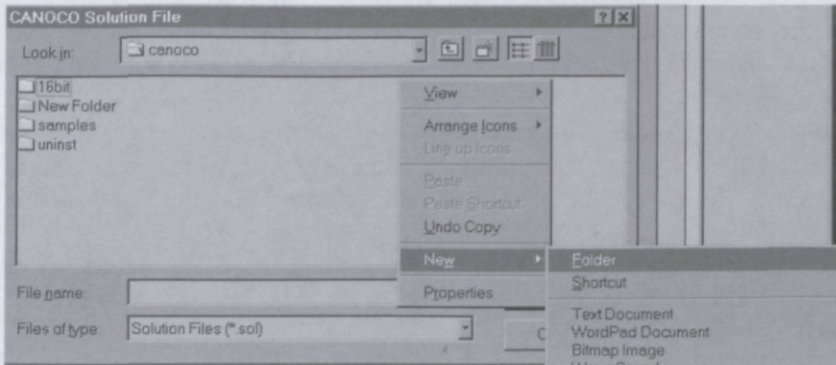 CANOCO Solution File
Look in: canoco
16bit
New Folder
samples
uninst
View
Arrange Icons
Line up Icons
Paste
Paste Shortcut
Undo Copy
New
Properties
Folder
Shortcut
Text Document
WordPad Document
Bitmap Image
File name:
Files of type: Solution Files (*.sol)